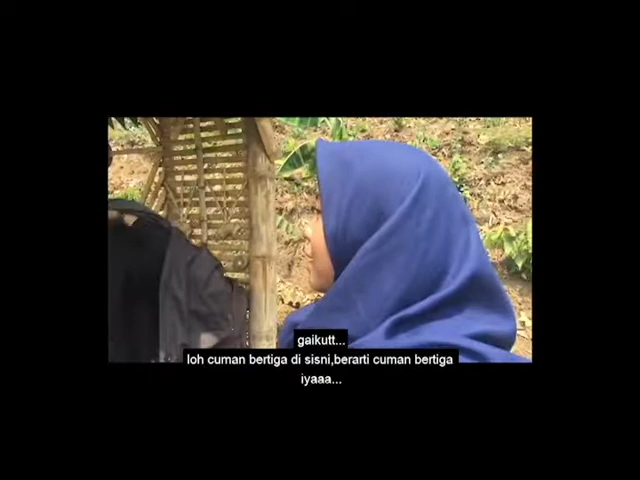 gaikutt...
loh cuman bertiga di sisni,berarti cuman bertiga
iyaaa...